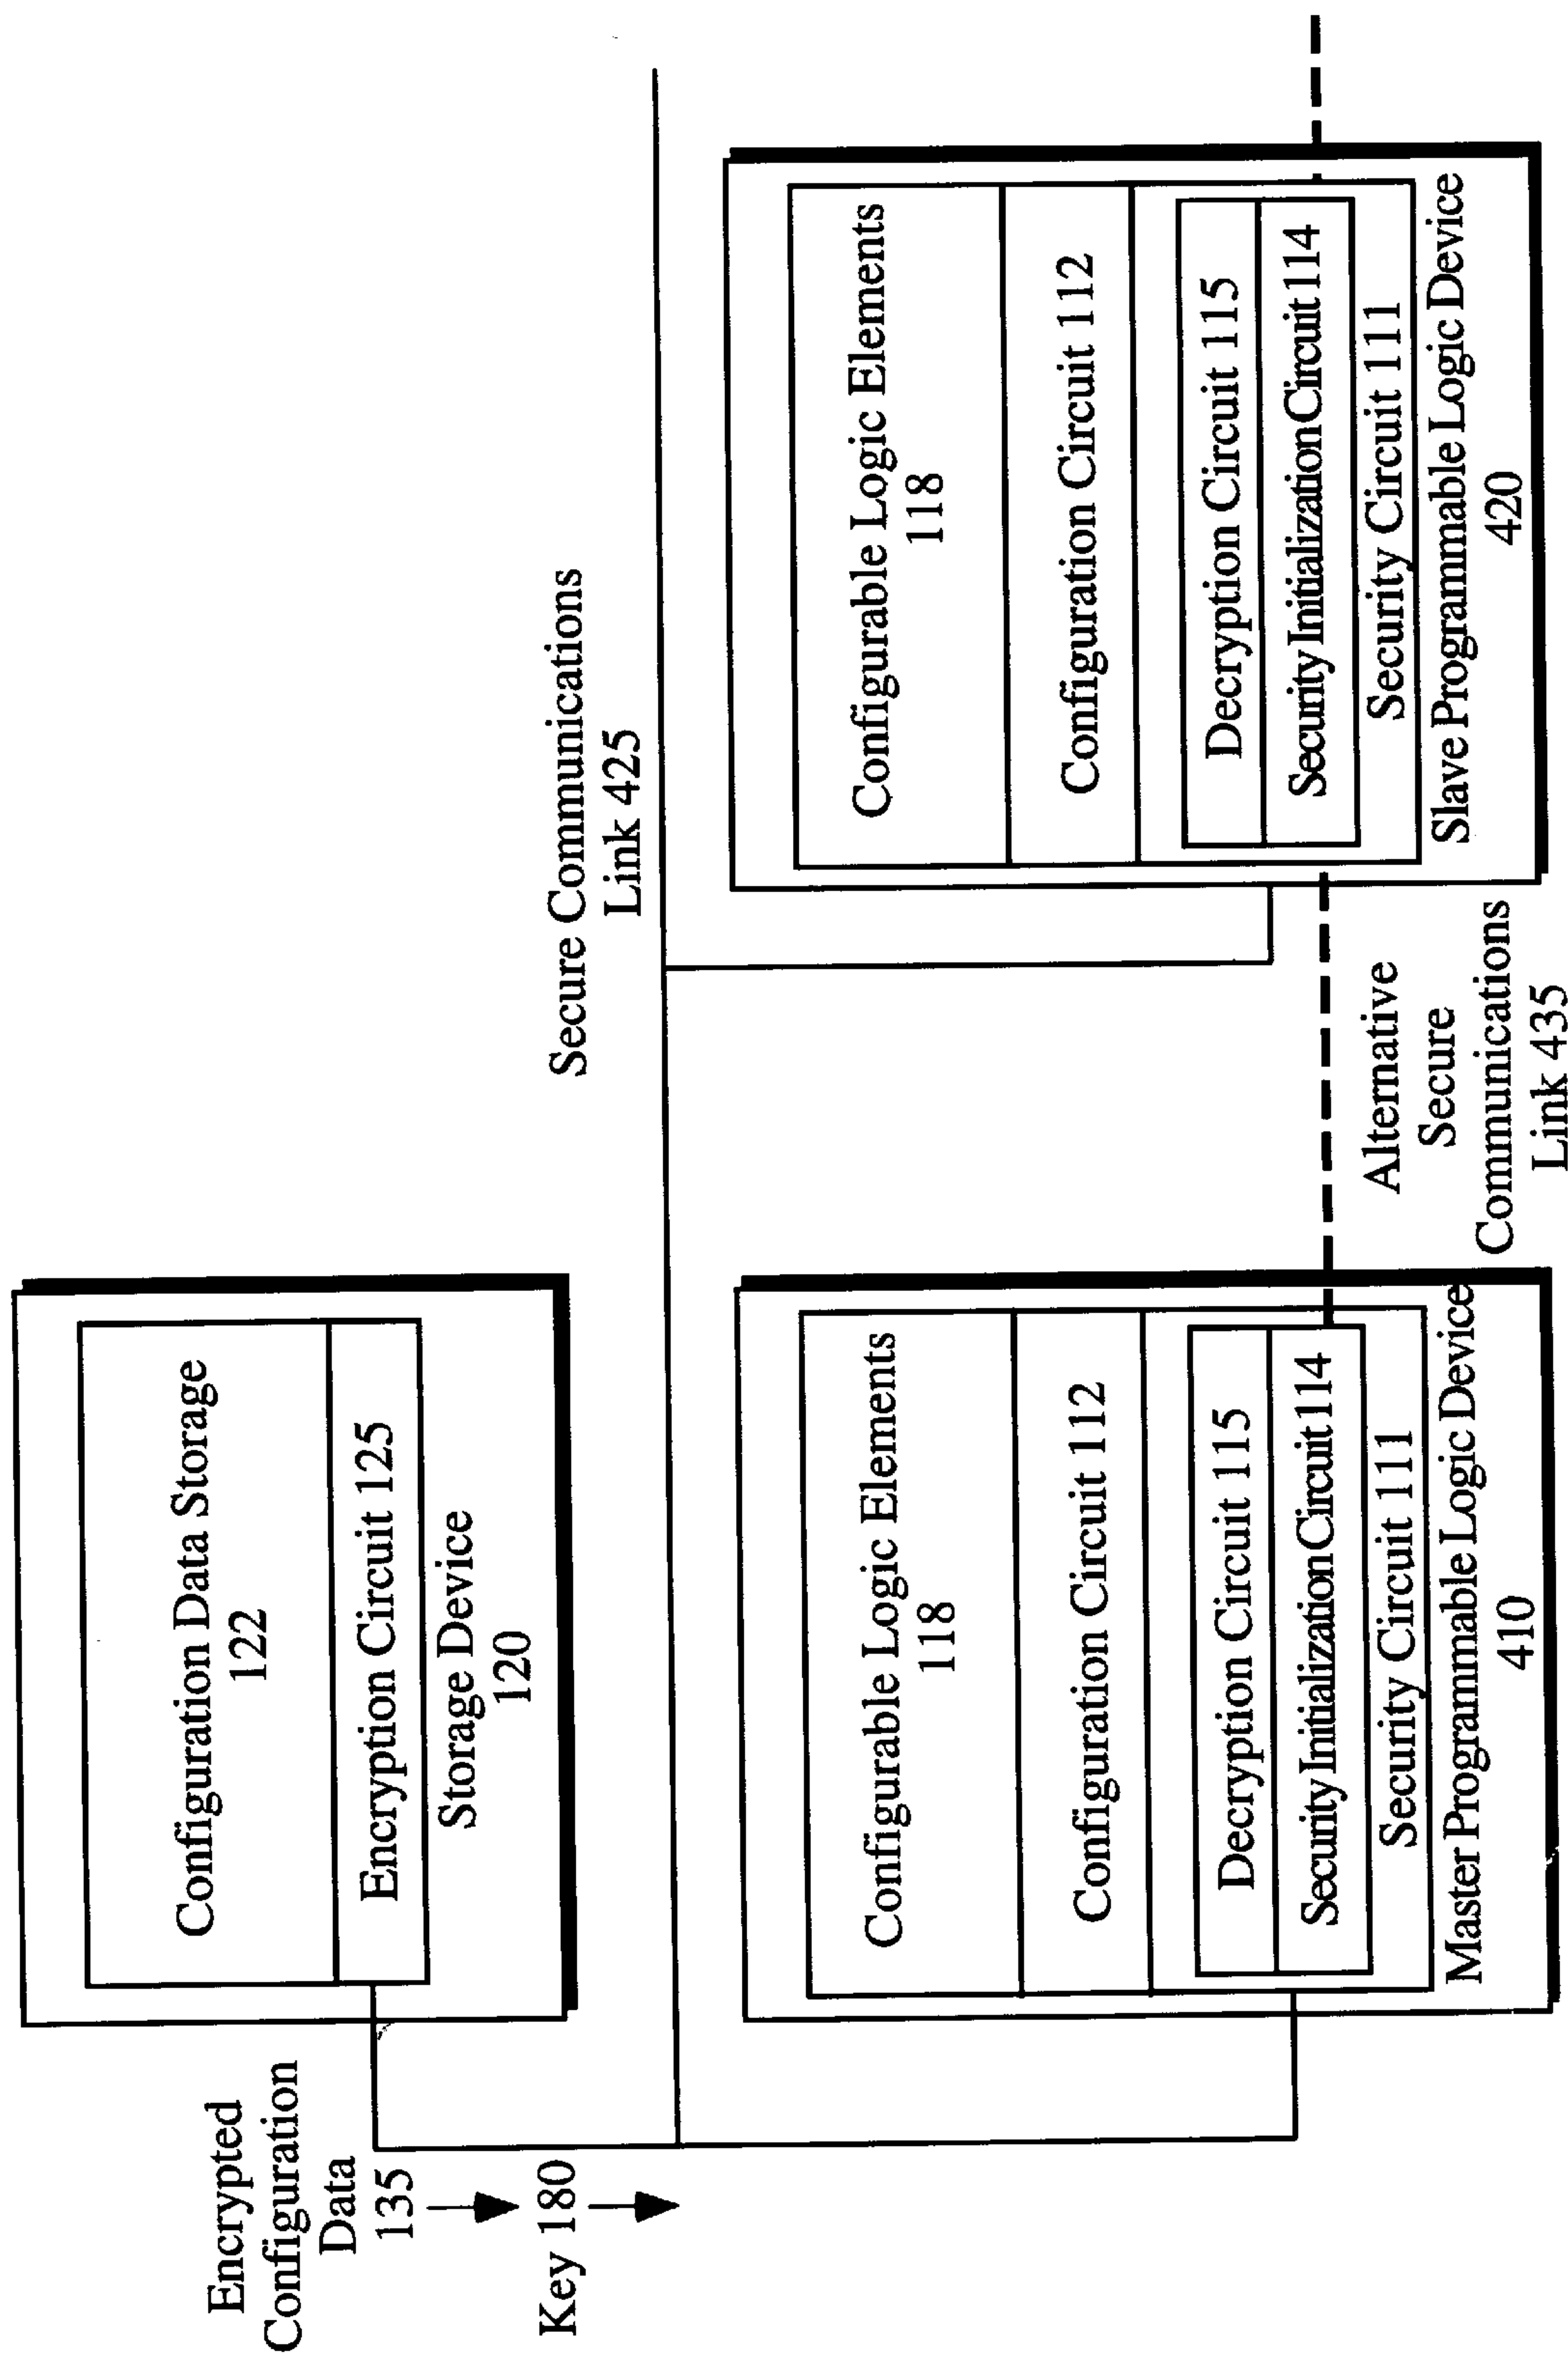 Encrypted
Configuration
Data
135
Key 180
Configuration Data Storage
122
Encryption Circuit 125
Storage Device
120
Secure Communications
Link 425
Configurable Logic Elements
118
Configuration Circuit 112
Decryption Circuit 115
Security Initialization Circuit 114
Security Circuit 111
Master Programmable Logic Device
410
Alternative
Secure
Communications
Link 435
Configurable Logic Elements
118
Configuration Circuit 112
Decryption Circuit 115
Security Initialization Circuit 114
Security Circuit 111
Slave Programmable Logic Device
420